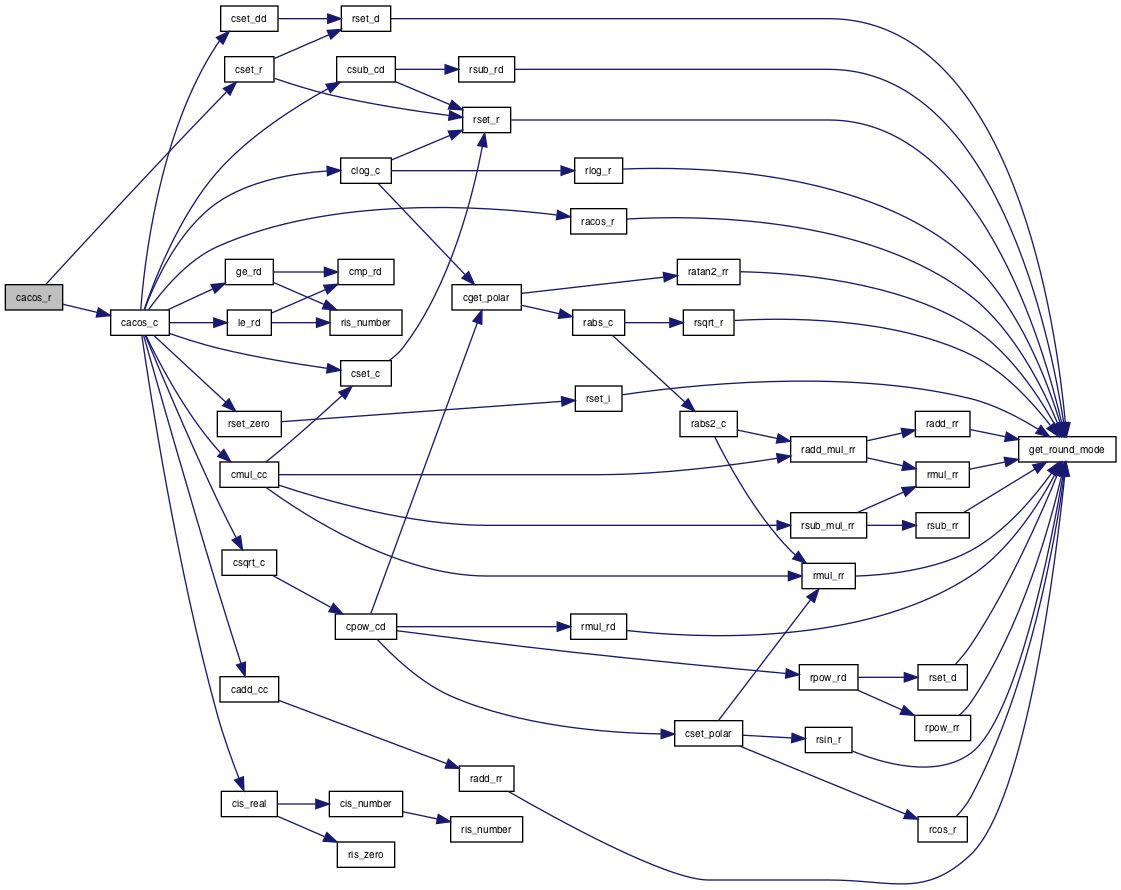 cset_dd
rset_d
cset_r
csub_cd
rsub_rd
rset_r
clog_c
rlog_r
racos_r
ge_rd
cmp_rd
ratan2_rr
cacos_r
cget_polar
cacos_c
le_rd
ris_number
rabs_c
rsqrt_r
cset_c
rset_i
rset_zero
rabs2_c
radd_rr
radd_mul_rr
get_round_mode
cmul_cc
rmul_rr
rsub_mul_rr
rsub_rr
csqrt_c
rmul_rr
cpow_cd
rmul_rd
rpow_rd
rset_d
cadd_cc
rpow_rr
cset_polar
rsin_r
radd_rr
cis_real
cis_number
ris_number
rcos_r
ris_zero